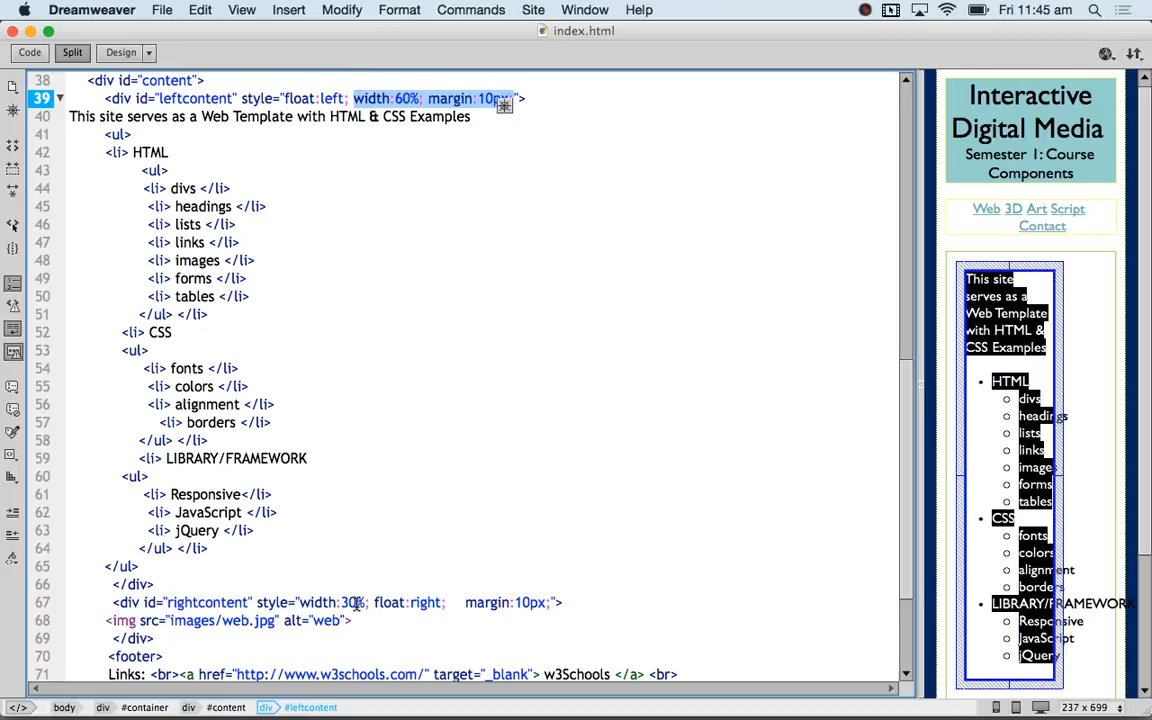 Dreamweaver File Edit View Insert Modify Format Commands Site Window Help Fri 11:45 am
index.html
Code Split Design
38 <div id="content">
39 <div id="leftcontent" style="float:left; width:60%; margin:10px;">
40 This site serves as a Web Template with HTML & CSS Examples
41 <ul>
42 <li> HTML
43 <ul>
44 <li> divs </li>
45 <li> headings </li>
46 <li> lists </li>
47 <li> links </li>
48 <li> images </li>
49 <li> forms </li>
50 <li> tables </li>
51 </ul> </li>
52 <li> CSS
53 <ul>
54 <li> fonts </li>
55 <li> colors </li>
56 <li> alignment </li>
57 <li> borders </li>
58 </ul> </li>
59 <li> LIBRARY/FRAMEWORK
60 <ul>
61 <li> Responsive</li>
62 <li> JavaScript </li>
63 <li> jQuery </li>
64 </ul> </li>
65 </ul>
66 </div>
67 <div id="rightcontent" style="width:30%; float:right; margin:10px;">
68 <img src="images/web.jpg" alt="web">
69 </div>
70 <footer>
71 Links: <br><a href="http://www.w3schools.com/" target="_blank"> w3Schools </a> <br>
Interactive
Digital Media
Semester 1: Course
Components
Web 3D Art Script
Contact
This site
serves as a
Web Template
with HTML &
CSS Examples
HTML
divs
headings
lists
links
images
forms
tables
CSS
fonts
colors
alignment
borders
LIBRARY/FRAMEWORK
Responsive
JavaScript
jQuery
</> body div #container div #content div #leftcontent 237 x 699